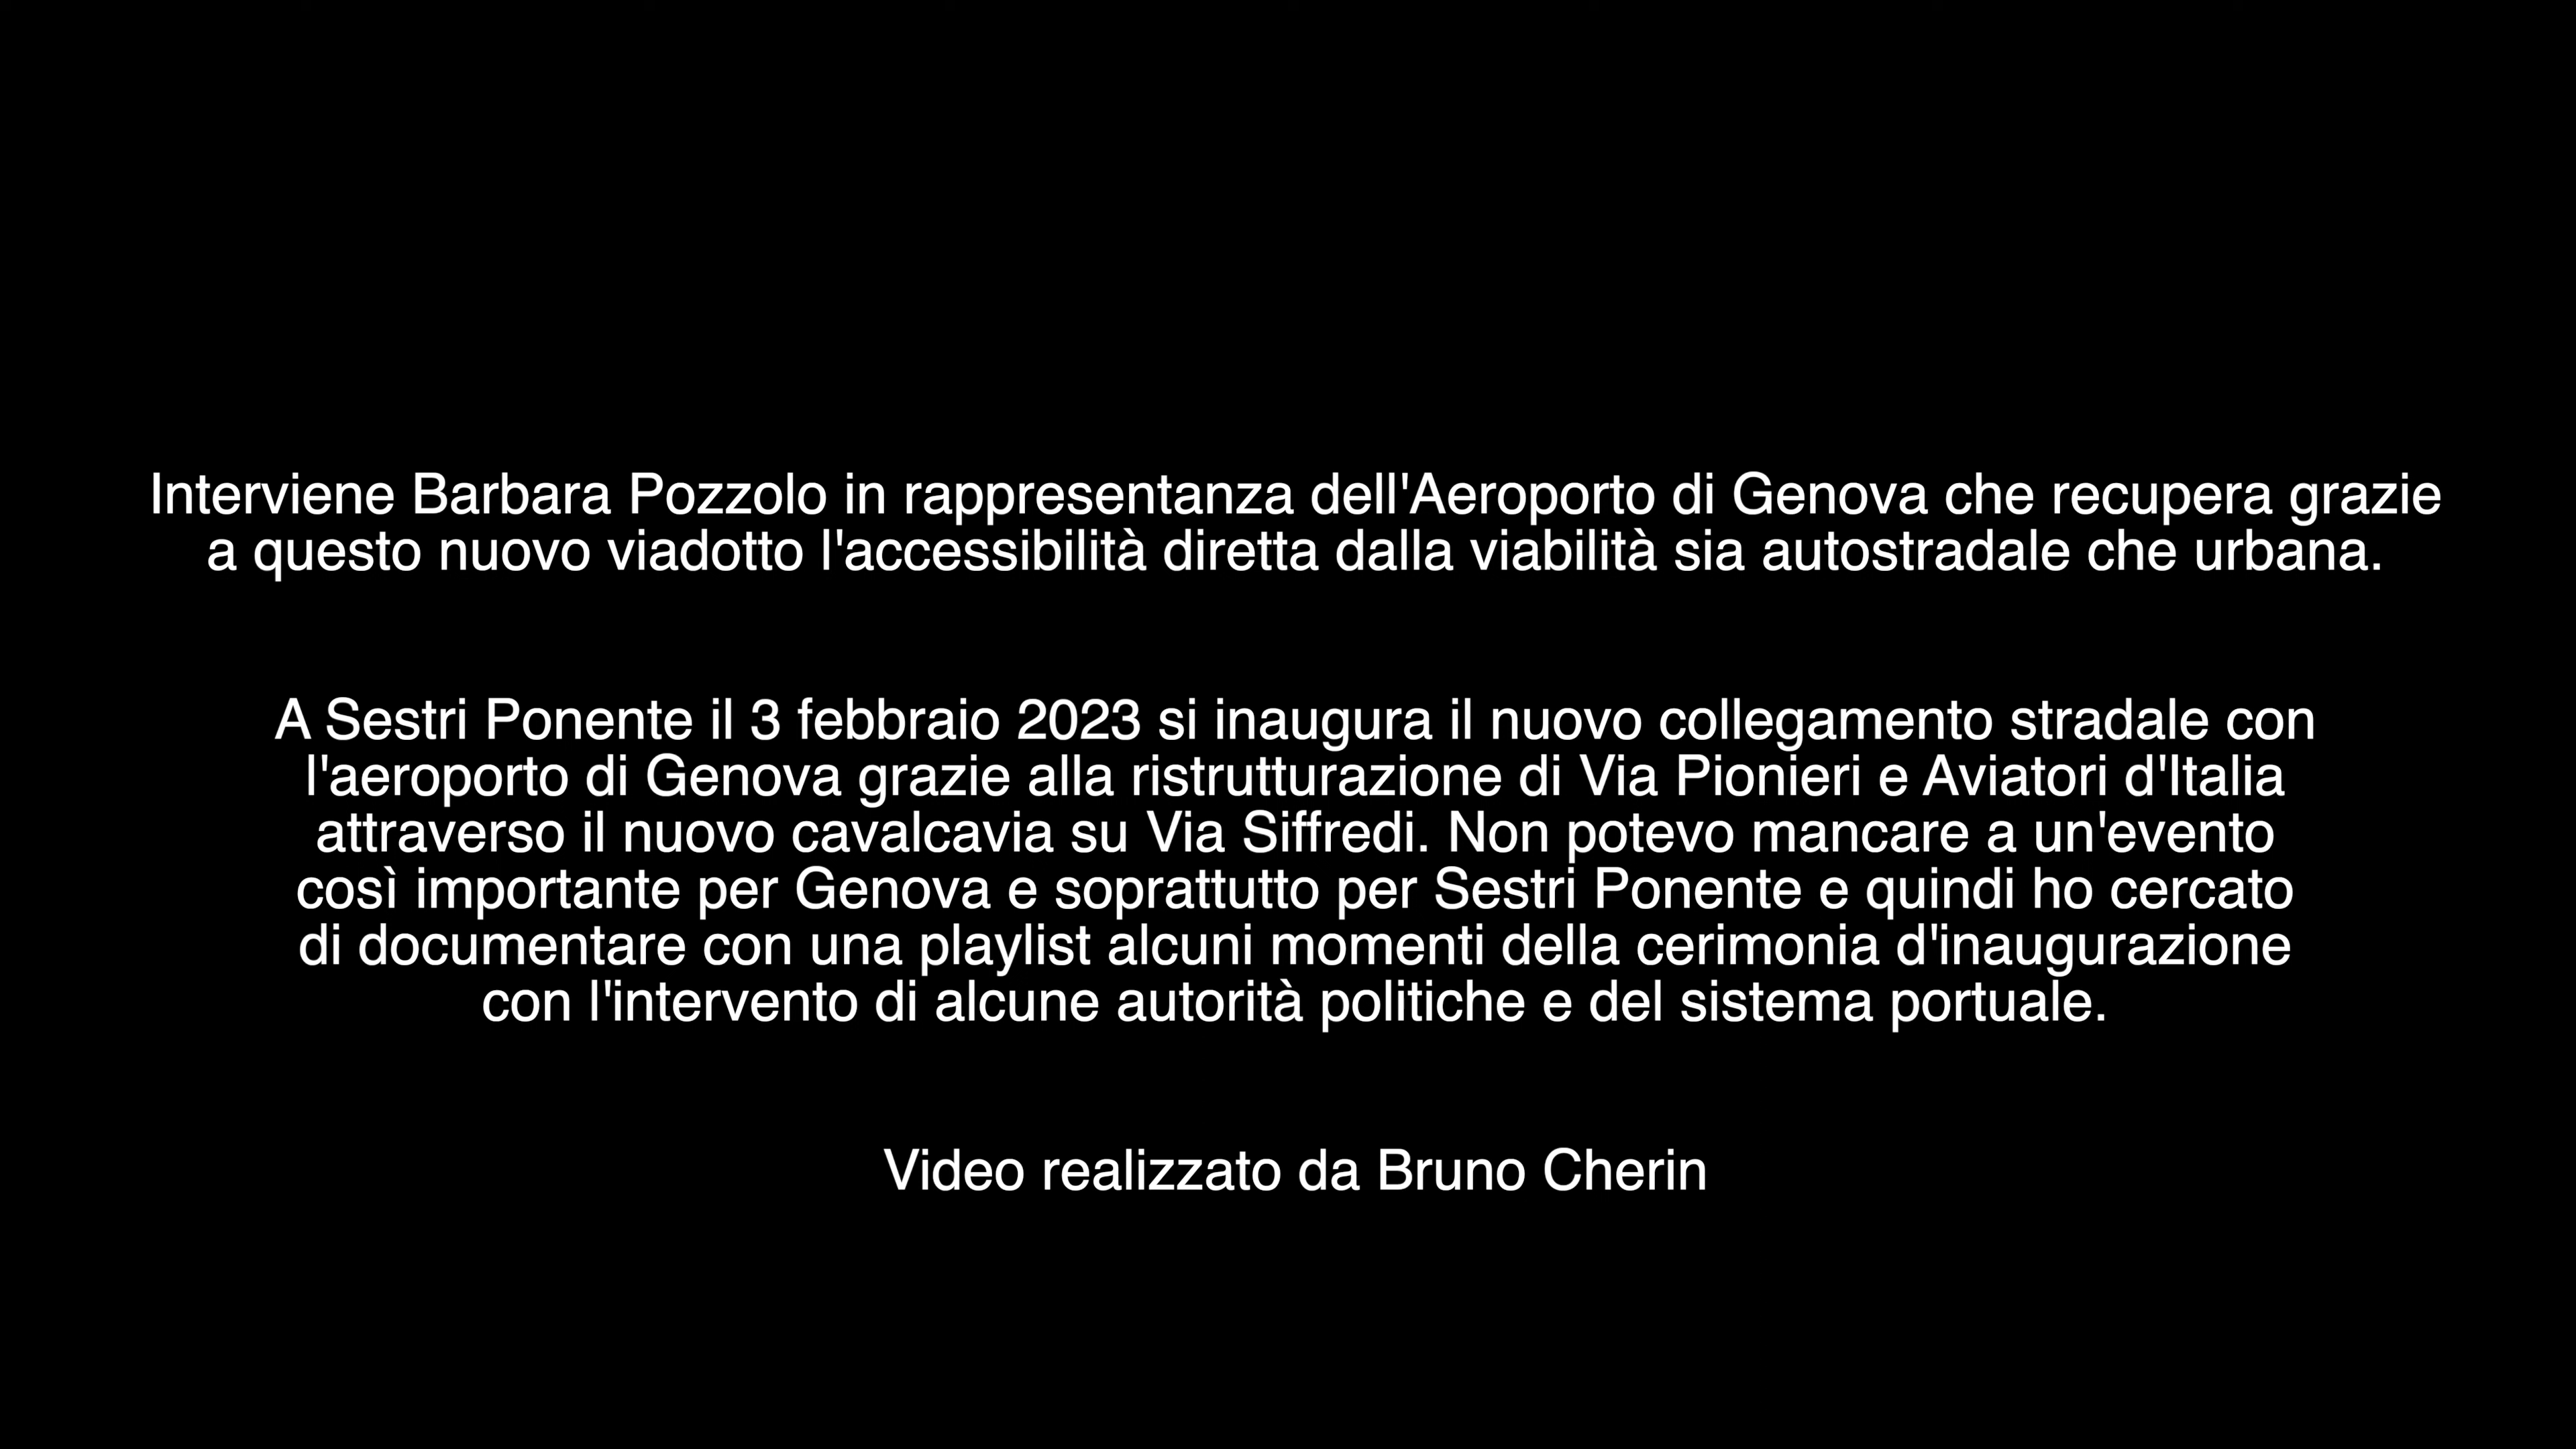 Interviene Barbara Pozzolo in rappresentanza dell'Aeroporto di Genova che recupera grazie
a questo nuovo viadotto l'accessibilità diretta dalla viabilità sia autostradale che urbana.
A Sestri Ponente il 3 febbraio 2023 si inaugura il nuovo collegamento stradale con
l'aeroporto di Genova grazie alla ristrutturazione di Via Pionieri e Aviatori d'Italia
attraverso il nuovo cavalcavia su Via Siffredi. Non potevo mancare a un'evento
così importante per Genova e soprattutto per Sestri Ponente e quindi ho cercato
di documentare con una playlist alcuni momenti della cerimonia d'inaugurazione
con l'intervento di alcune autorità politiche e del sistema portuale.
Video realizzato da Bruno Cherin